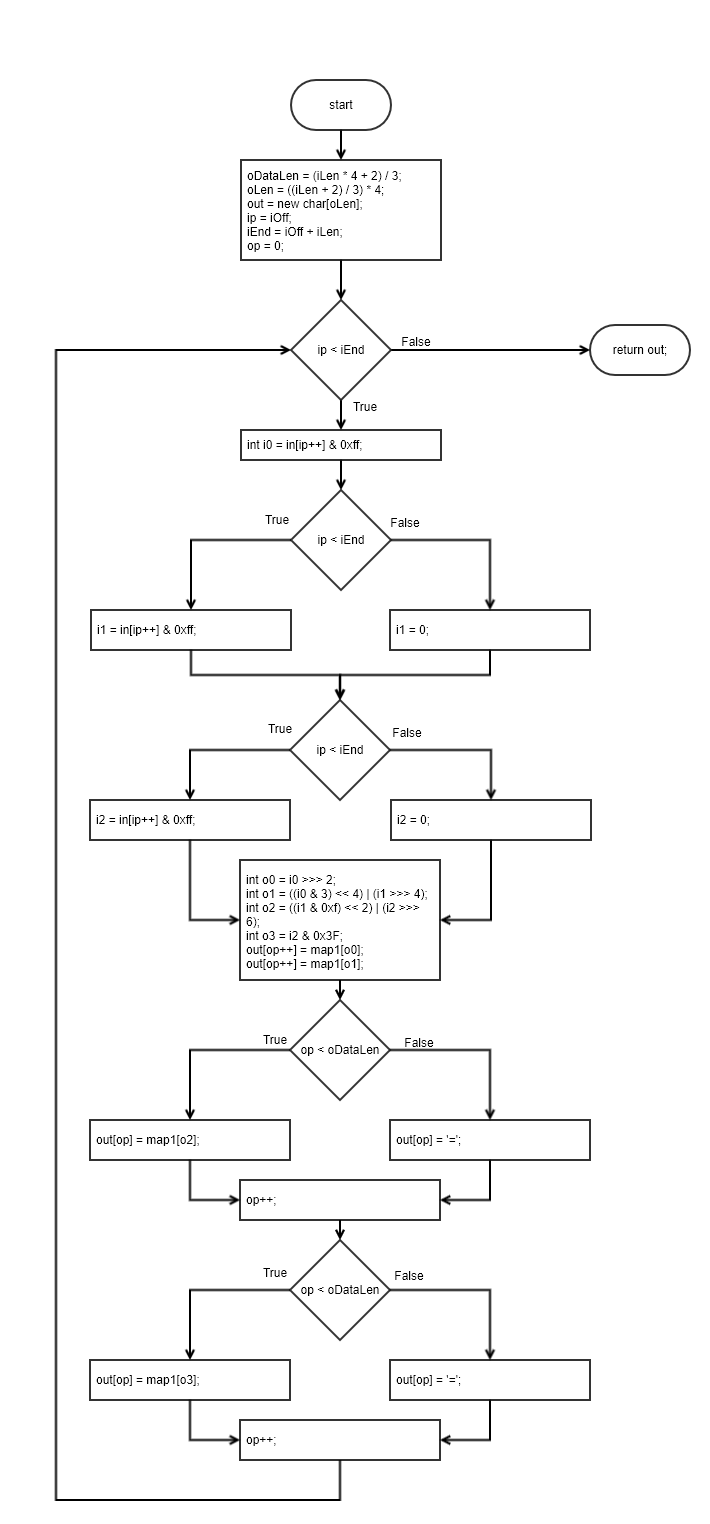 start
oDataLen = (iLen * 4 + 2) / 3;
oLen = ((iLen + 2) / 3) * 4;
out = new char[oLen];
ip = iOff;
iEnd = iOff + iLen;
op = 0;
ip < iEnd
False
return out;
True
int i0 = in[ip++] & 0xff;
True
ip < iEnd
False
i1 = in[ip++] & 0xff;
i1 = 0;
True
ip < iEnd
False
i2 = in[ip++] & 0xff;
i2 = 0;
int o0 = i0 >>> 2;
int o1 = ((i0 & 3) << 4) | (i1 >>> 4);
int o2 = ((i1 & 0xf) << 2) | (i2 >>>
6);
int o3 = i2 & 0x3F;
out[op++] = map1[o0];
out[op++] = map1[o1];
True
op < oDataLen
False
out[op] = map1[o2];
out[op] = '=';
op++;
True
op < oDataLen
False
out[op] = map1[o3];
out[op] = '=';
op++;